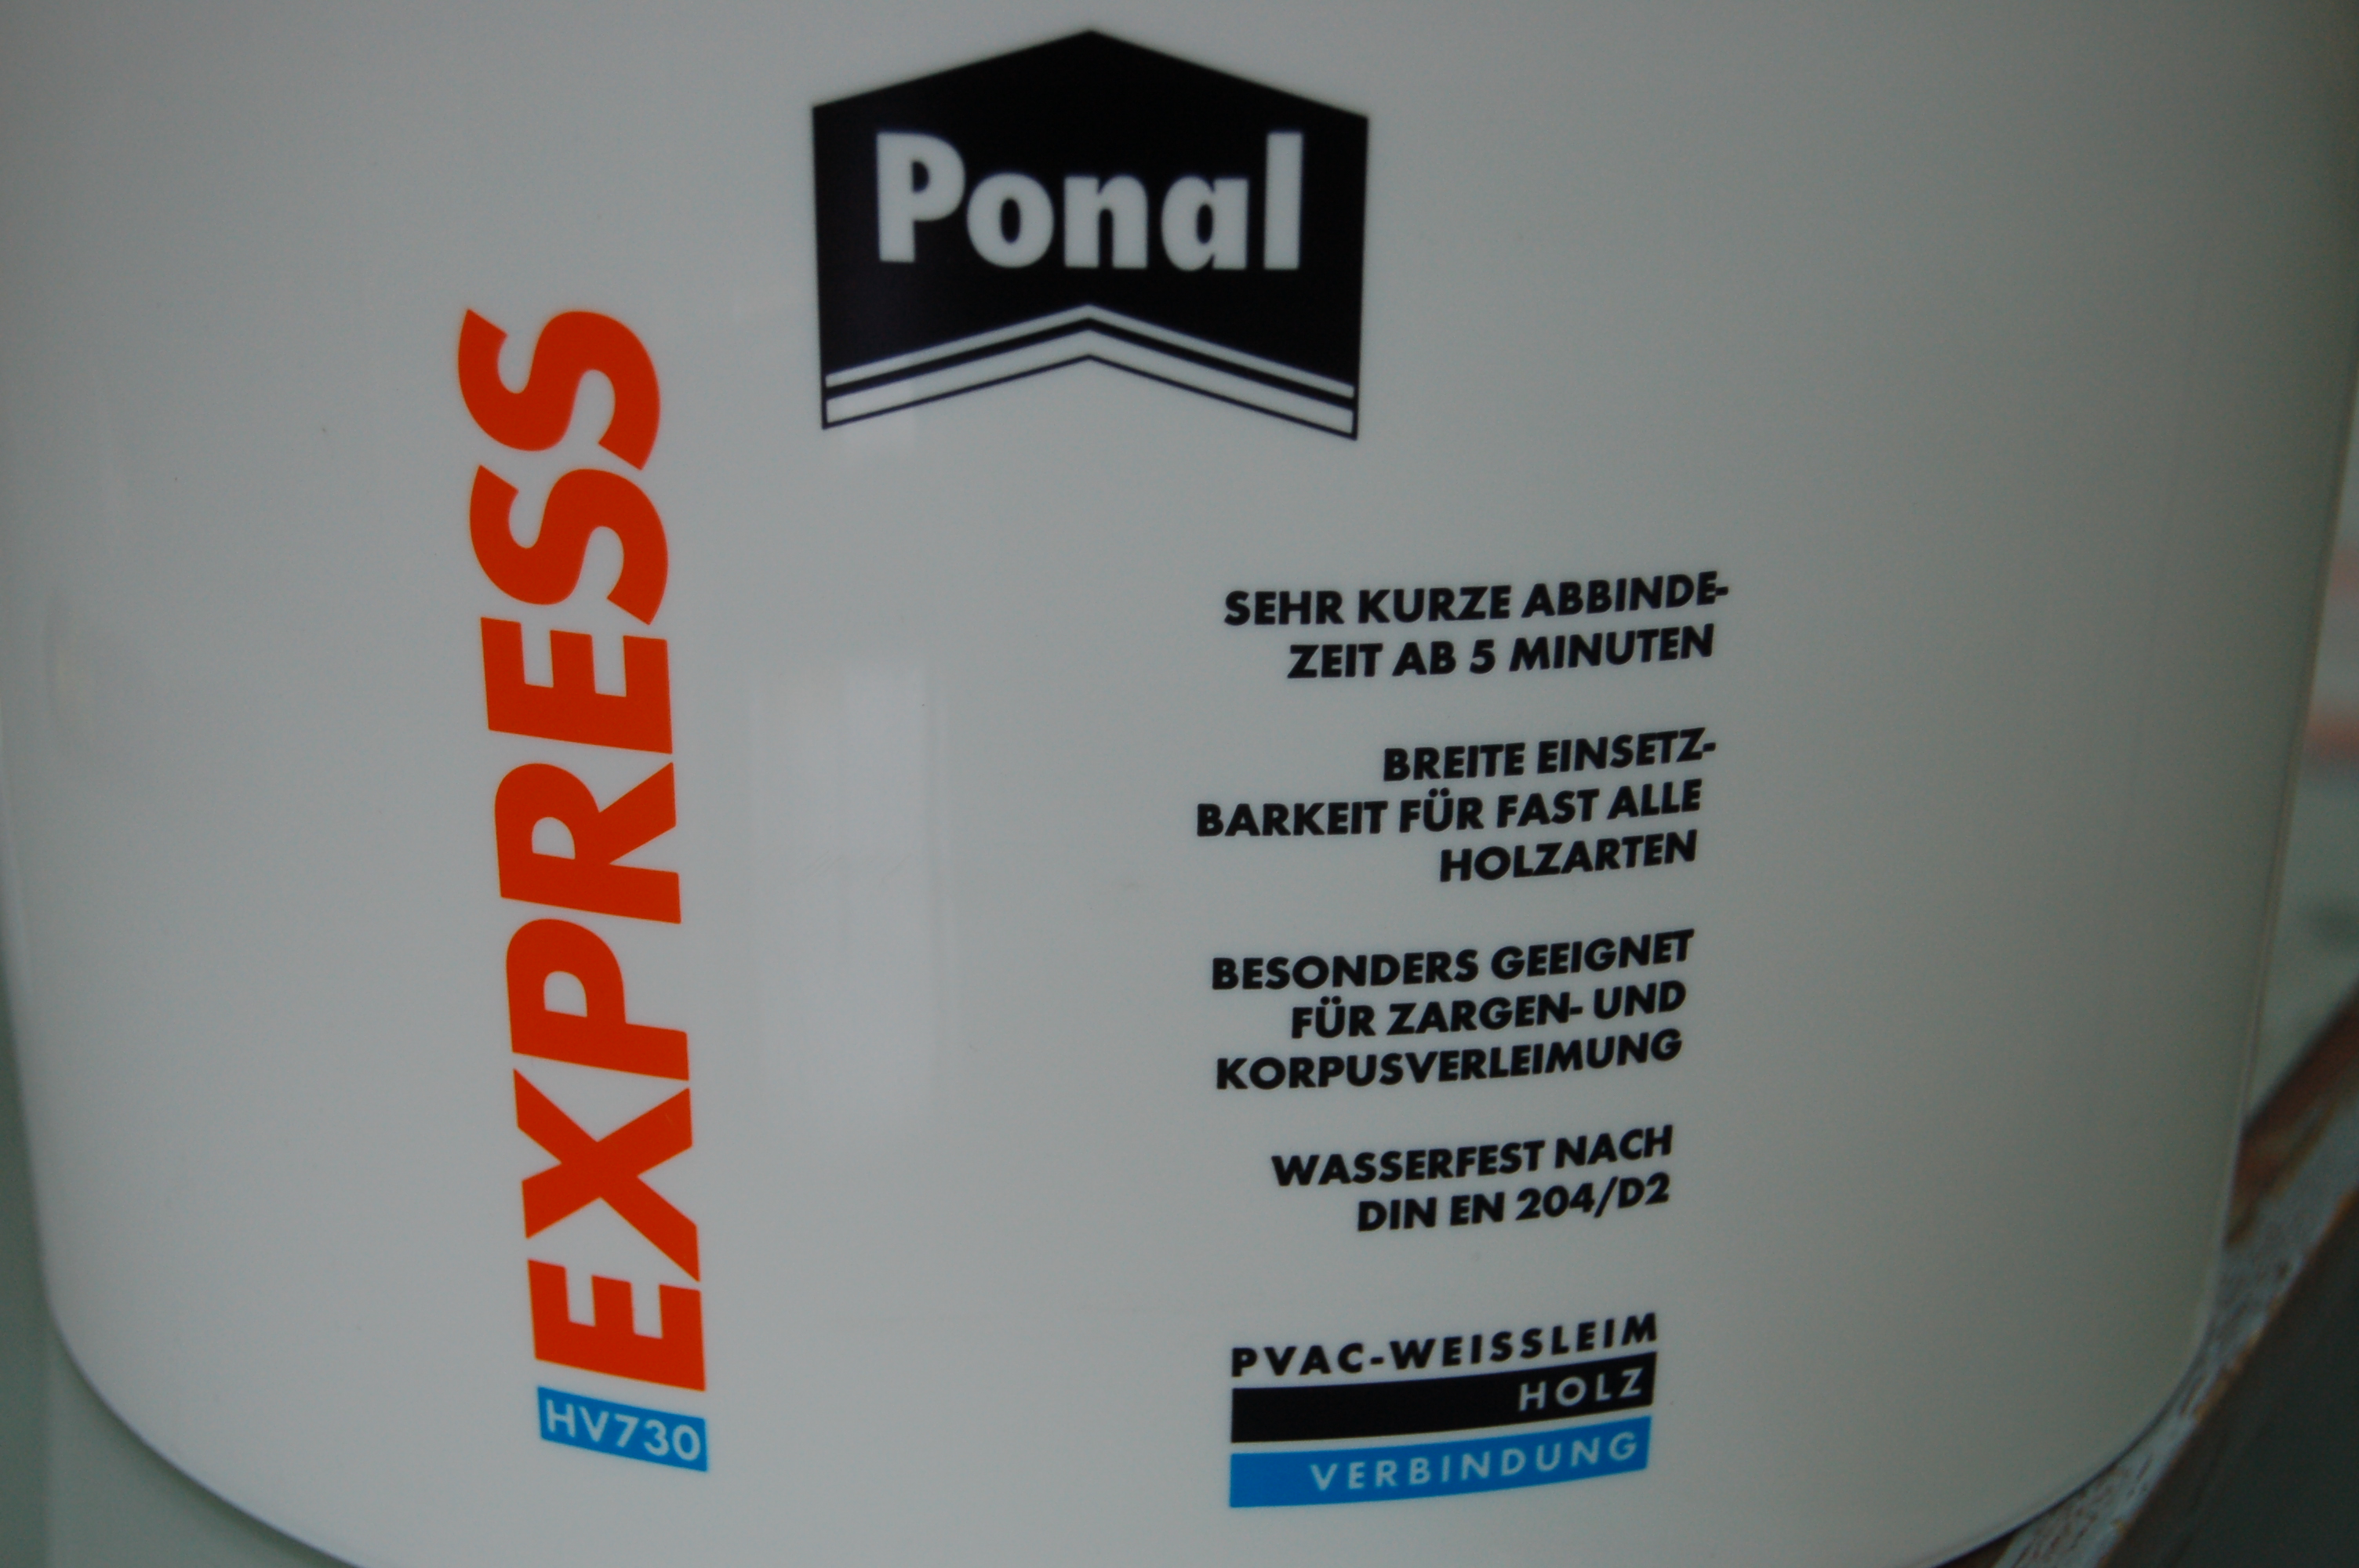 Ponal
EXPRESS
HV730
SEHR KURZE ABBINDE-
ZEIT AB 5 MINUTEN
BREITE EINSETZ-
BARKEIT FÜR FAST ALLE
HOLZARTEN
BESONDERS GEEIGNET
FÜR ZARGEN- UND
KORPUSVERLEIMUNG
WASSERFEST NACH
DIN EN 204/D2
PVAC-WEISSLEIM
HOLZ
VERBINDUNG